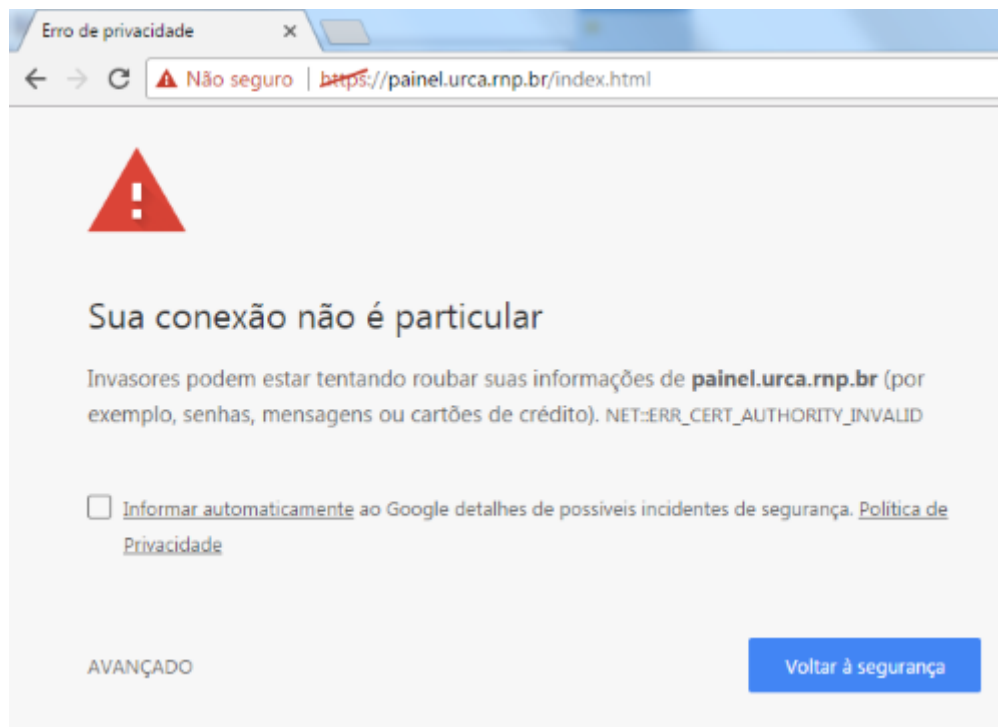 Erro de privacidade
Não seguro | https://painel.urca.rnp.br/index.html
Sua conexão não é particular
Invasores podem estar tentando roubar suas informações de painel.urca.rnp.br (por
exemplo, senhas, mensagens ou cartões de crédito). NET::ERR_CERT_AUTHORITY_INVALID
Informar automaticamente ao Google detalhes de possíveis incidentes de segurança. Política de
Privacidade
AVANÇADO
Voltar à segurança